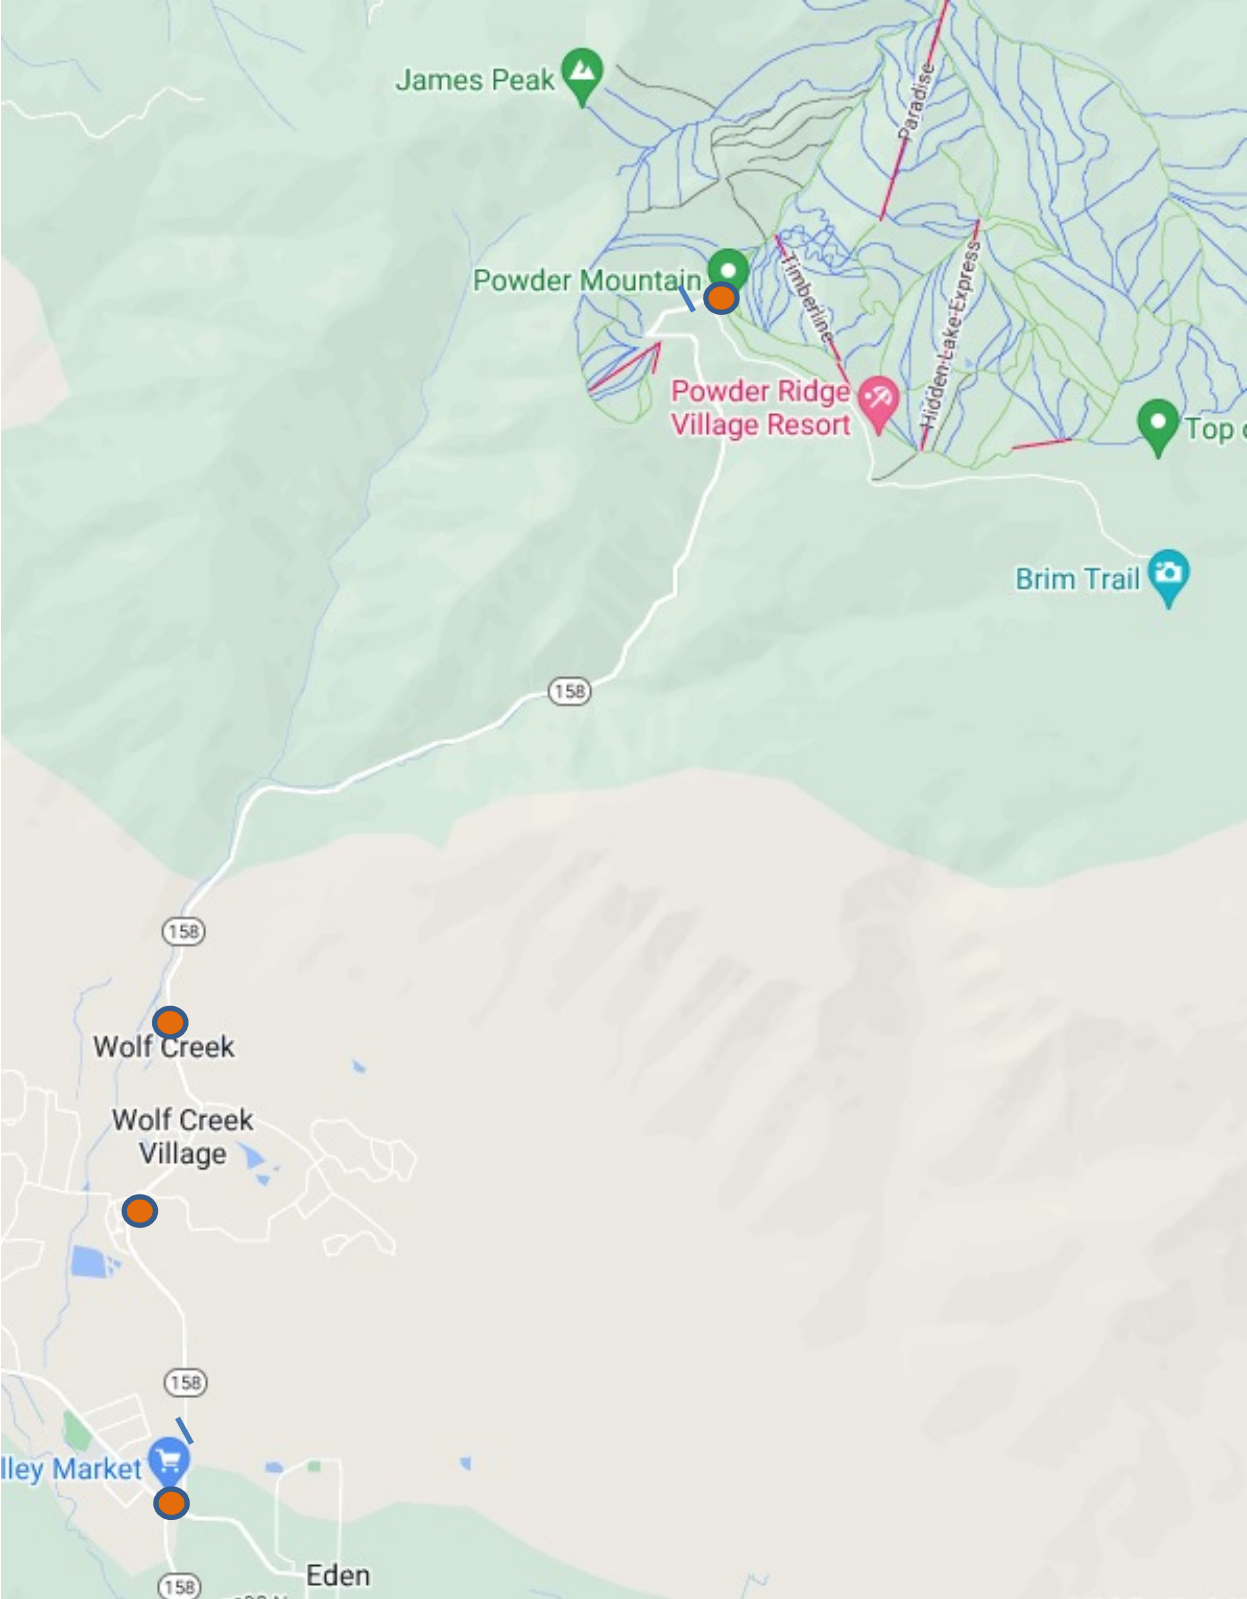 James Peak
Paradise
Powder Mountain
Timberline
Hidden Lake Express
Powder Ridge
Village Resort
Top
Brim Trail
158
158
Wolf Creek
Wolf Creek
Village
158
lley Market
Eden
158